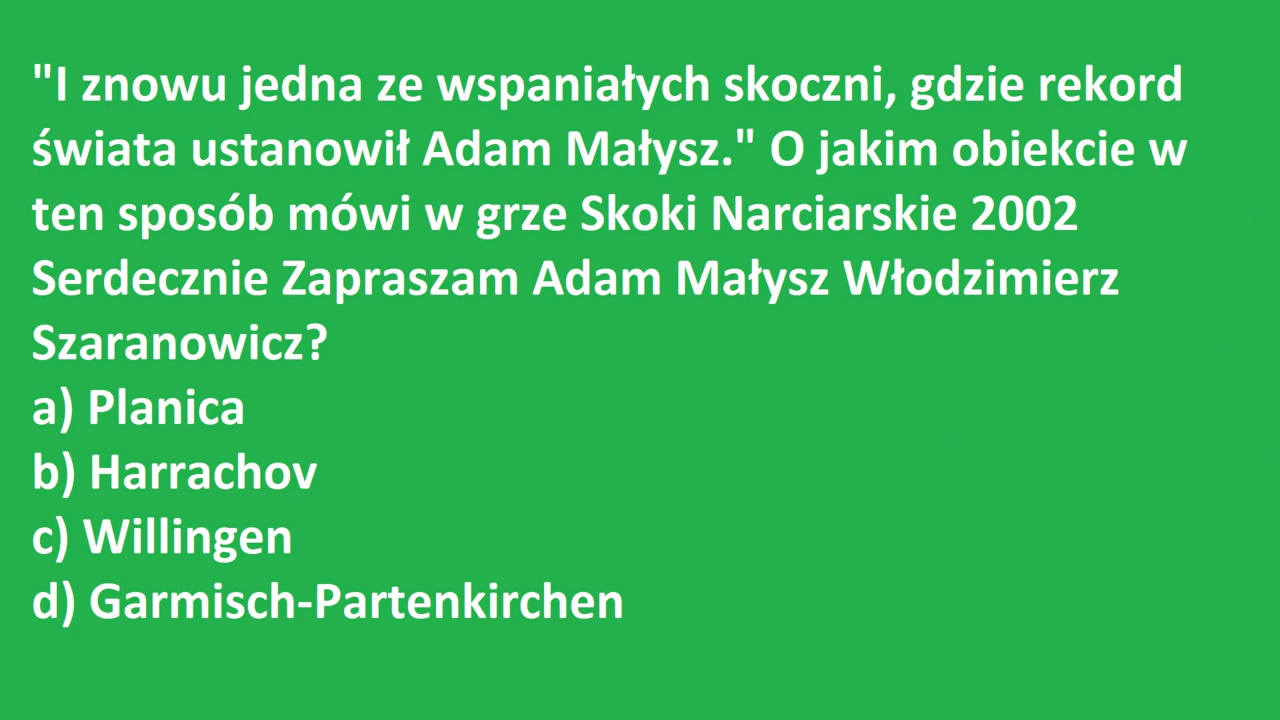 "I znowu jedna ze wspaniałych skoczni, gdzie rekord
świata ustanowił Adam Małysz." O jakim obiekcie w
ten sposób mówi w grze Skoki Narciarskie 2002
Serdecznie Zapraszam Adam Małysz Włodzimierz
Szaranowicz?
a) Planica
b) Harrachov
c) Willingen
d) Garmisch-Partenkirchen